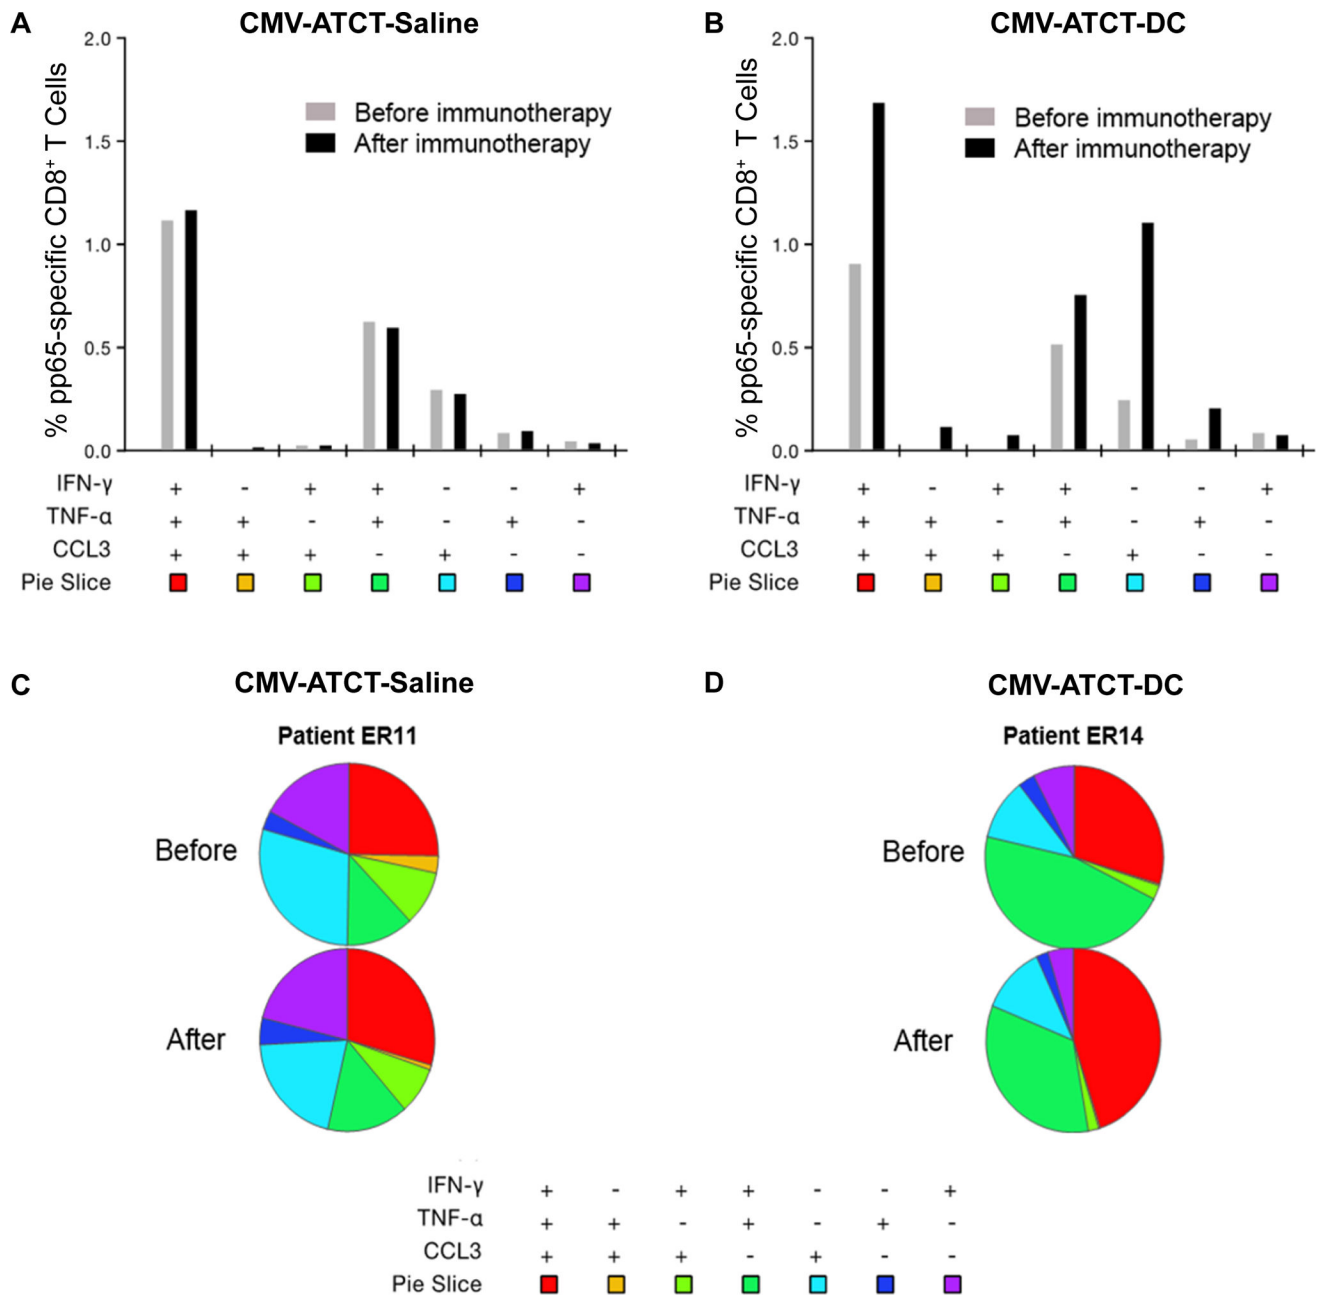 A
CMV-ATCT-Saline
2.0
1.5
1.0
0.5
0.0
% pp65-specific CD8+ T Cells
Before immunotherapy
After immunotherapy
IFN-γ + - + + - - +
TNF-α + + - + - + -
CCL3 + + + - + - -
Pie Slice
B
CMV-ATCT-DC
2.0
1.5
1.0
0.5
0.0
% pp65-specific CD8+ T Cells
Before immunotherapy
After immunotherapy
IFN-γ + - + + - - +
TNF-α + + - + - + -
CCL3 + + + - + - -
Pie Slice
C
CMV-ATCT-Saline
Patient ER11
Before
After
D
CMV-ATCT-DC
Patient ER14
Before
After
IFN-γ + - + + - - +
TNF-α + + - + - + -
CCL3 + + + - + - -
Pie Slice